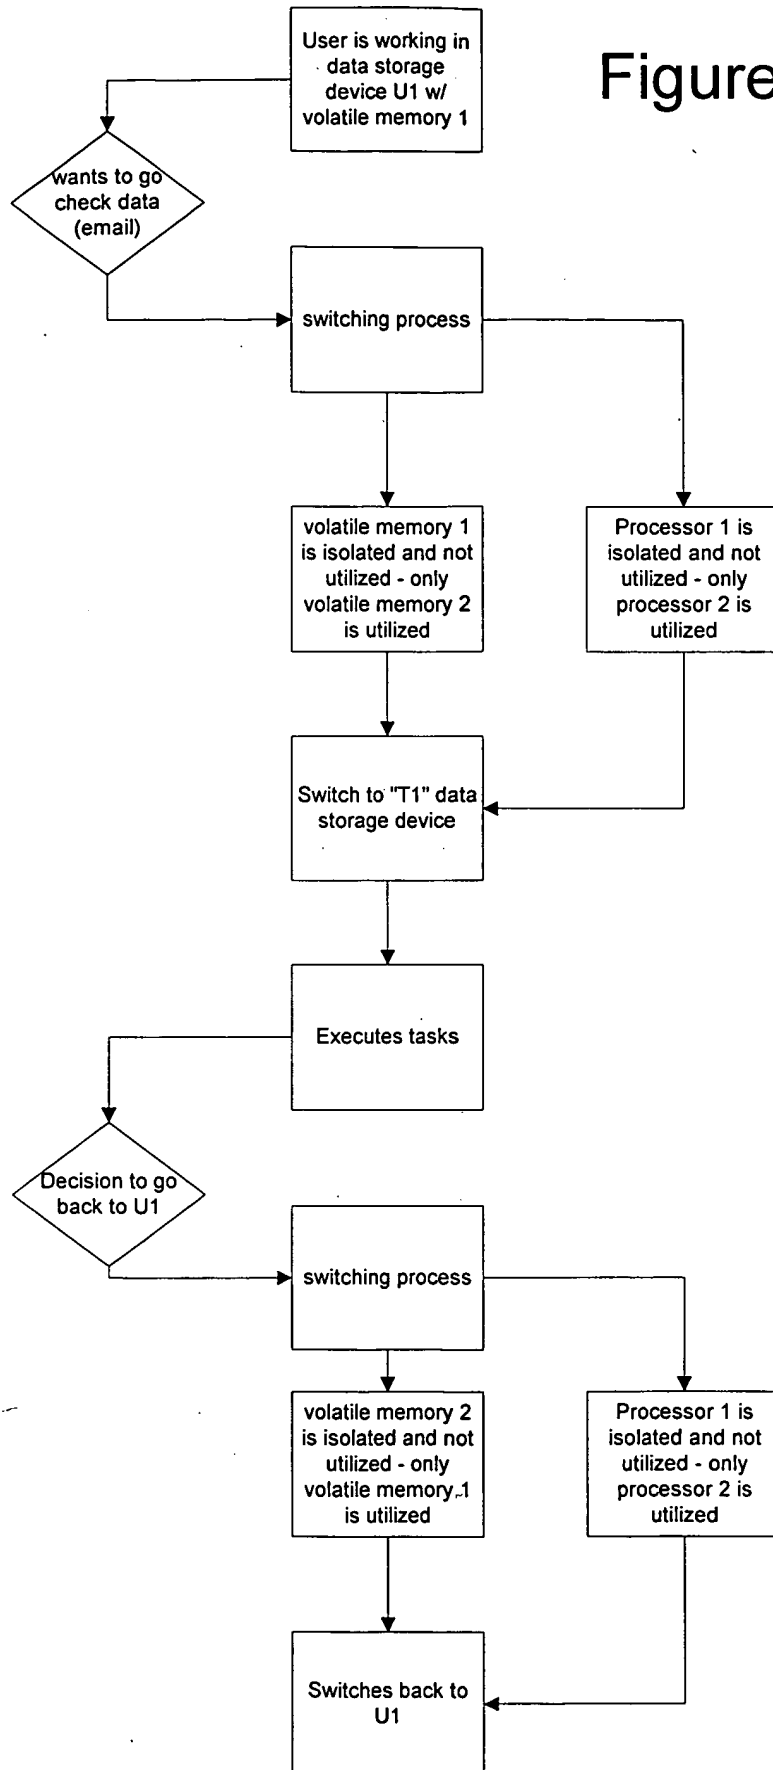 User is working in
data storage
device U1 w/
volatile memory 1
Figure
wants to go
check data
(email)
switching process
volatile memory 1
is isolated and not
utilized - only
volatile memory 2
is utilized
Processor 1 is
isolated and not
utilized - only
processor 2 is
utilized
Switch to "T1" data
storage device
Executes tasks
Decision to go
back to U1
switching process
volatile memory 2
is isolated and not
utilized - only
volatile memory 1
is utilized
Processor 1 is
isolated and not
utilized - only
processor 2 is
utilized
Switches back to
U1